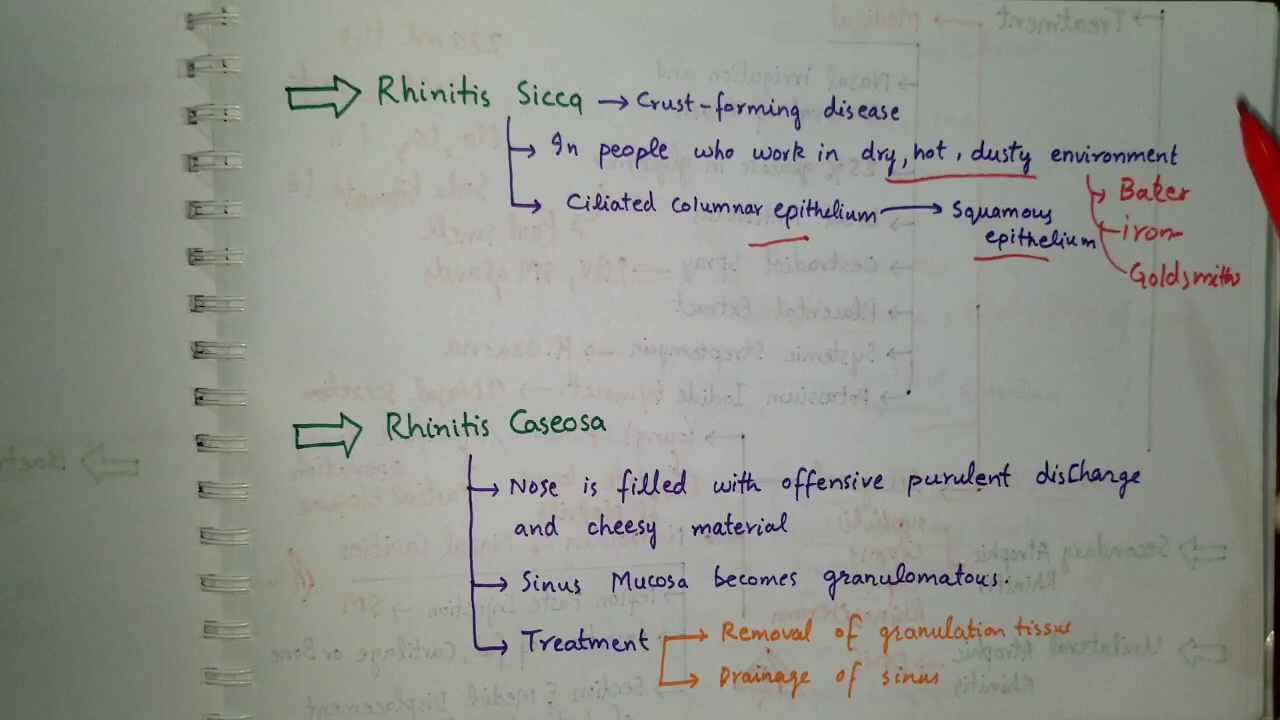 Rhinitis Sicca → Crust-forming disease
→ In people who work in dry, hot, dusty environment
→ Baker
iron
Goldsmiths
→ Ciliated columnar epithelium → Squamous
epithelium
Rhinitis Caseosa
→ Nose is filled with offensive purulent discharge
and cheesy material
→ Sinus Mucosa becomes granulomatous.
→ Treatment → Removal of granulation tissue
→ Drainage of sinus